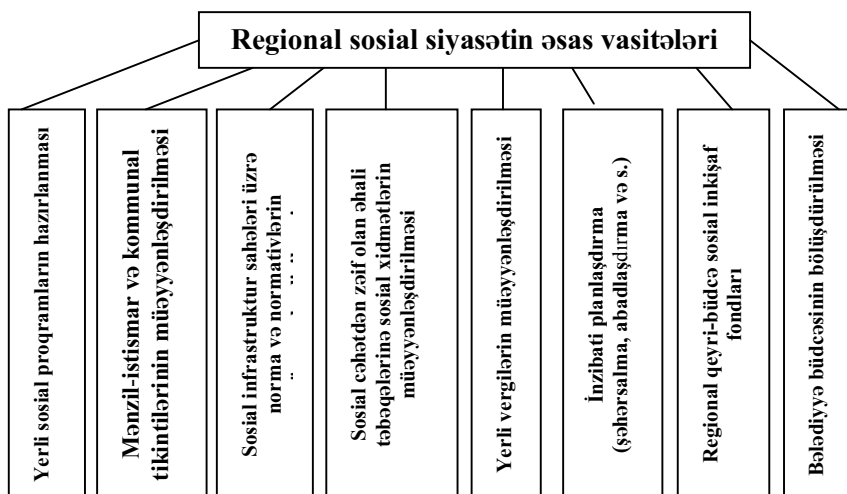 Regional sosial siyasətin əsas vasitələri
Yerli sosial proqramların hazırlanması
Mənzil-istismar və kommunal
tikintilərinin müəyyənləşdirilməsi
Sosial infrastruktur sahələri üzrə
norma və normativlərin
Sosial cəhətdən zəif olan əhali
təbəqələrinə sosial xidmətlərin
müəyyənləşdirilməsi
Yerli vergilərin müəyyənləşdirilməsi
İnzibati planlaşdırma
(şəhərsalma, abadlaşdırma və s.)
Regional qeyri-büdcə sosial inkişaf
fondları
Bələdiyyə büdcəsinin bölüşdürülməsi